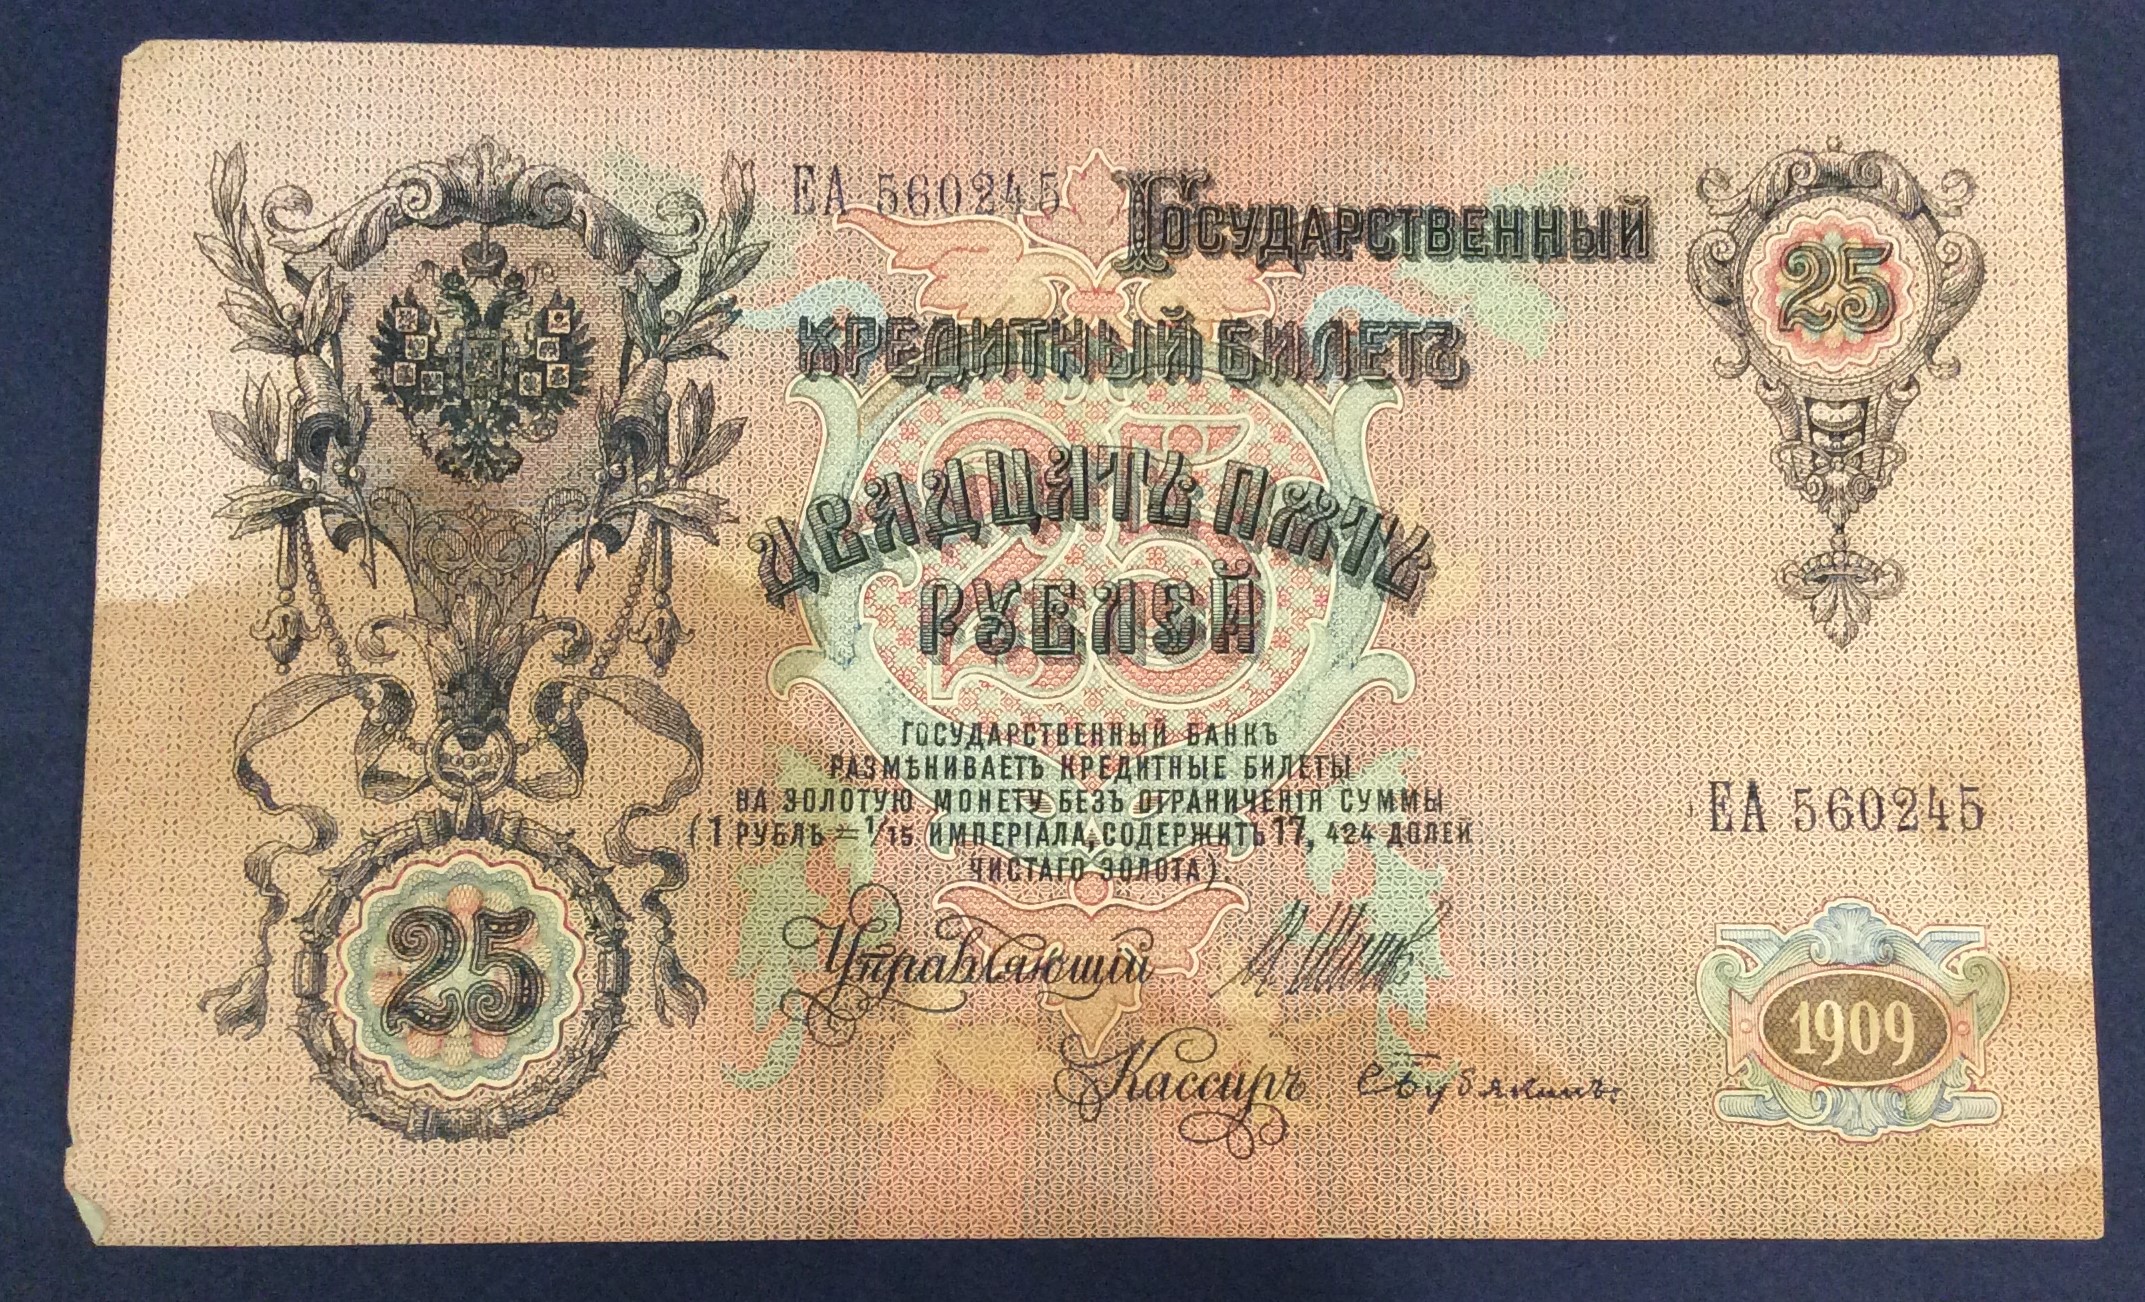 ЕА 560245
Государственный
25
кредитный билетъ
двадцать пять
рублей
25
Государственный банкъ
размѣниваетъ кредитные билеты
на золотую монету безъ ограниченія суммы
(1 рубль = 1/15 имперіала, содержитъ 17, 424 долей
чистаго золота).
ЕА 560245
Управляющій
25
1909
Кассиръ